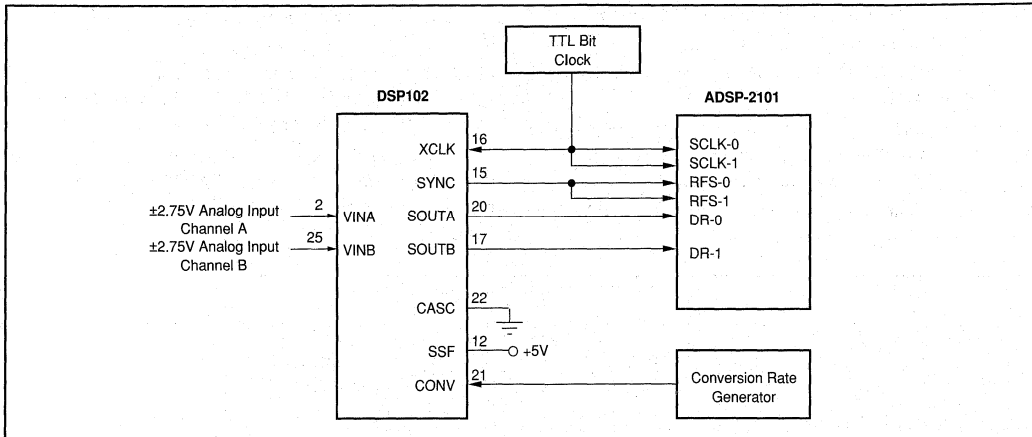 TTL Bit
Clock
DSP102
ADSP-2101
XCLK
16
SCLK-0
SCLK-1
SYNC
15
RFS-0
RFS-1
±2.75V Analog Input
Channel A
2
VINA
SOUTA
20
DR-0
±2.75V Analog Input
Channel B
25
VINB
SOUTB
17
DR-1
CASC
22
SSF
12
+5V
CONV
21
Conversion Rate
Generator